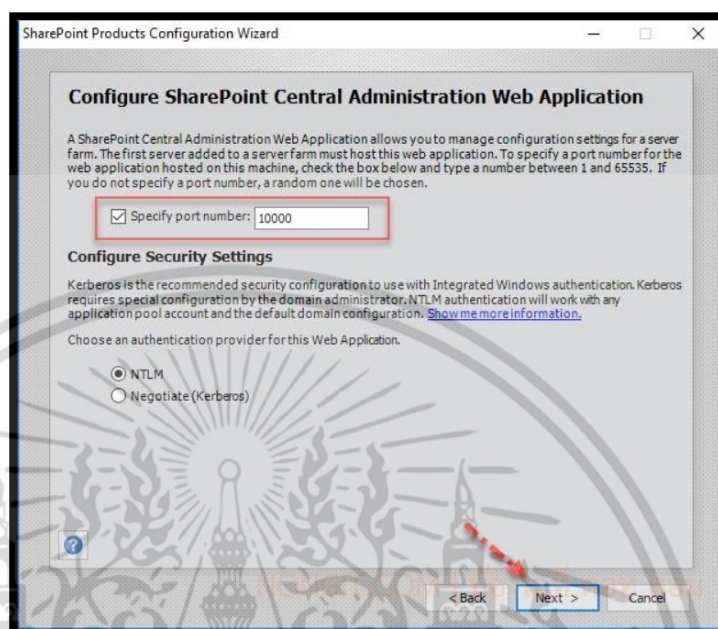 SharePoint Products Configuration Wizard
Configure SharePoint Central Administration Web Application
A SharePoint Central Administration Web Application allows you to manage configuration settings for a server
farm. The first server added to a server farm must host this web application. To specify a port number for the
web application hosted on this machine, check the box below and type a number between 1 and 65535. If
you do not specify a port number, a random one will be chosen.
Specify port number: 10000
Configure Security Settings
Kerberos is the recommended security configuration to use with Integrated Windows authentication. Kerberos
requires special configuration by the domain administrator. NTLM authentication will work with any
application pool account and the default domain configuration. Show me more information.
Choose an authentication provider for this Web Application.
NTLM
Negotiate (Kerberos)
< Back Next > Cancel